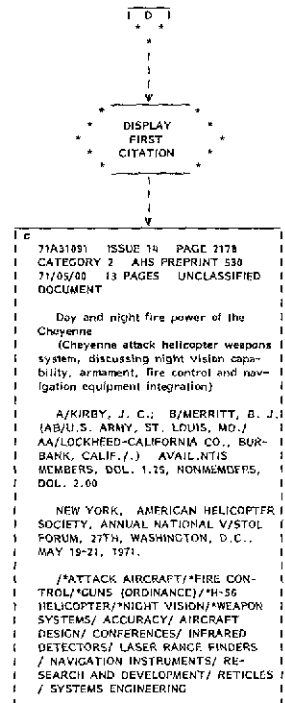 D
DISPLAY
FIRST
CITATION
C
71A31091 ISSUE 14 PAGE 2178
CATEGORY 2 AHS PREPRINT 530
71/05/00 13 PAGES UNCLASSIFIED
DOCUMENT
Day and night fire power of the
Cheyenne
(Cheyenne attack helicopter weapons
system, discussing night vision capa-
bility, armament, fire control and nav-
igation equipment integration)
A/KIRBY, J. C.; B/MERRITT, B. J.
(AB/U.S. ARMY, ST. LOUIS, MO./
AA/LOCKHEED-CALIFORNIA CO., BUR-
BANK, CALIF./.) AVAIL.NTIS
MEMBERS, DOL. 1.25, NONMEMBERS,
DOL. 2.00
NEW YORK, AMERICAN HELICOPTER
SOCIETY, ANNUAL NATIONAL V/STOL
FORUM, 27TH, WASHINGTON, D.C.,
MAY 19-21, 1971.
/*ATTACK AIRCRAFT/*FIRE CON-
TROL/*GUNS (ORDINANCE)/*H-56
HELICOPTER/*NIGHT VISION/*WEAPON
SYSTEMS/ ACCURACY/ AIRCRAFT
DESIGN/ CONFERENCES/ INFRARED
DETECTORS/ LASER RANGE FINDERS
/ NAVIGATION INSTRUMENTS/ RE-
SEARCH AND DEVELOPMENT/ RETICLES
/ SYSTEMS ENGINEERING